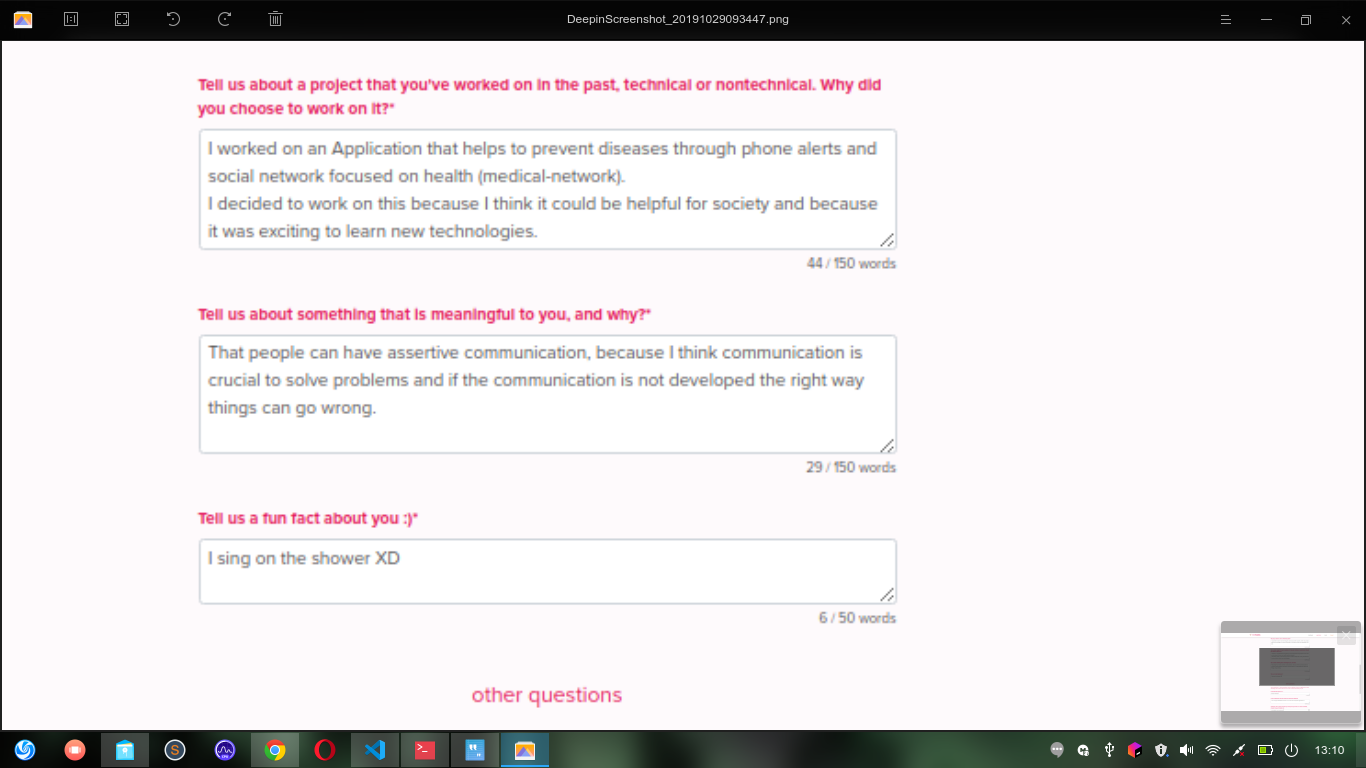 DeepinScreenshot_20191029093447.png
Tell us about a project that you've worked on in the past, technical or nontechnical. Why did
you choose to work on it?*
I worked on an Application that helps to prevent diseases through phone alerts and
social network focused on health (medical-network).
I decided to work on this because I think it could be helpful for society and because
it was exciting to learn new technologies.
44 / 150 words
Tell us about something that is meaningful to you, and why?*
That people can have assertive communication, because I think communication is
crucial to solve problems and if the communication is not developed the right way
things can go wrong.
29 / 150 words
Tell us a fun fact about you :)*
I sing on the shower XD
6 / 50 words
other questions
13:10